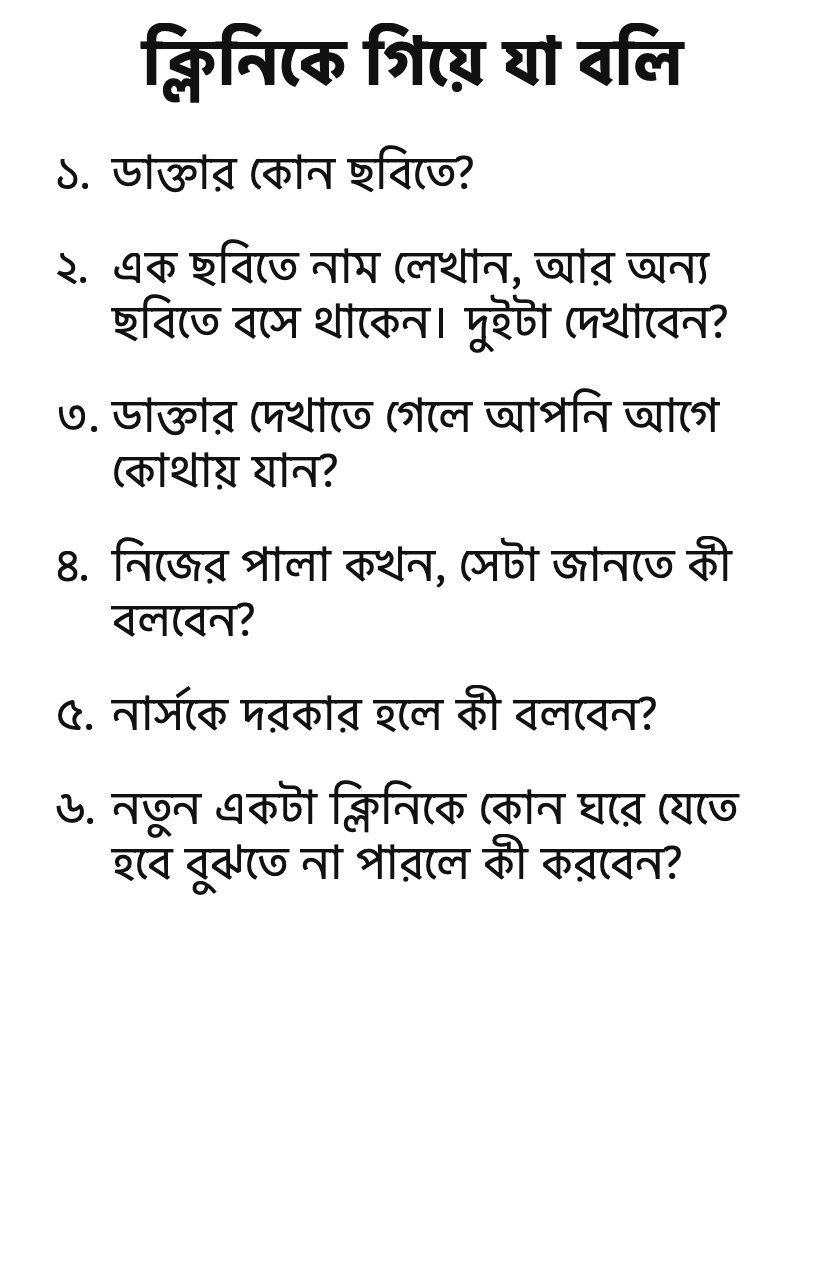 ক্লিনিকে গিয়ে যা বলি
১. ডাক্তার কোন ছবিতে?
২. এক ছবিতে নাম লেখান, আর অন্য
ছবিতে বসে থাকেন। দুইটা দেখাবেন?
৩. ডাক্তার দেখাতে গেলে আপনি আগে
কোথায় যান?
৪. নিজের পালা কখন, সেটা জানতে কী
বলবেন?
৫. নার্সকে দরকার হলে কী বলবেন?
৬. নতুন একটা ক্লিনিকে কোন ঘরে যেতে
হবে বুঝতে না পারলে কী করবেন?